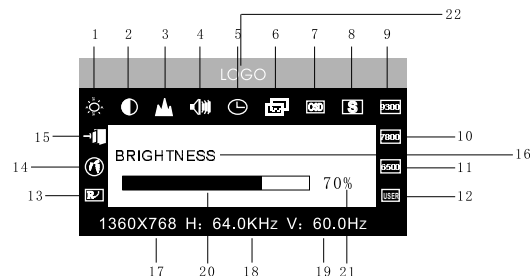 22
1 2 3 4 5 6 7 8 9
LOGO
OSD S 9300
15 7800 10
BRIGHTNESS 16
14 6500 11
70%
13 R USER 12
1360X768 H: 64.0KHz V: 60.0Hz
17 20 18 19 21